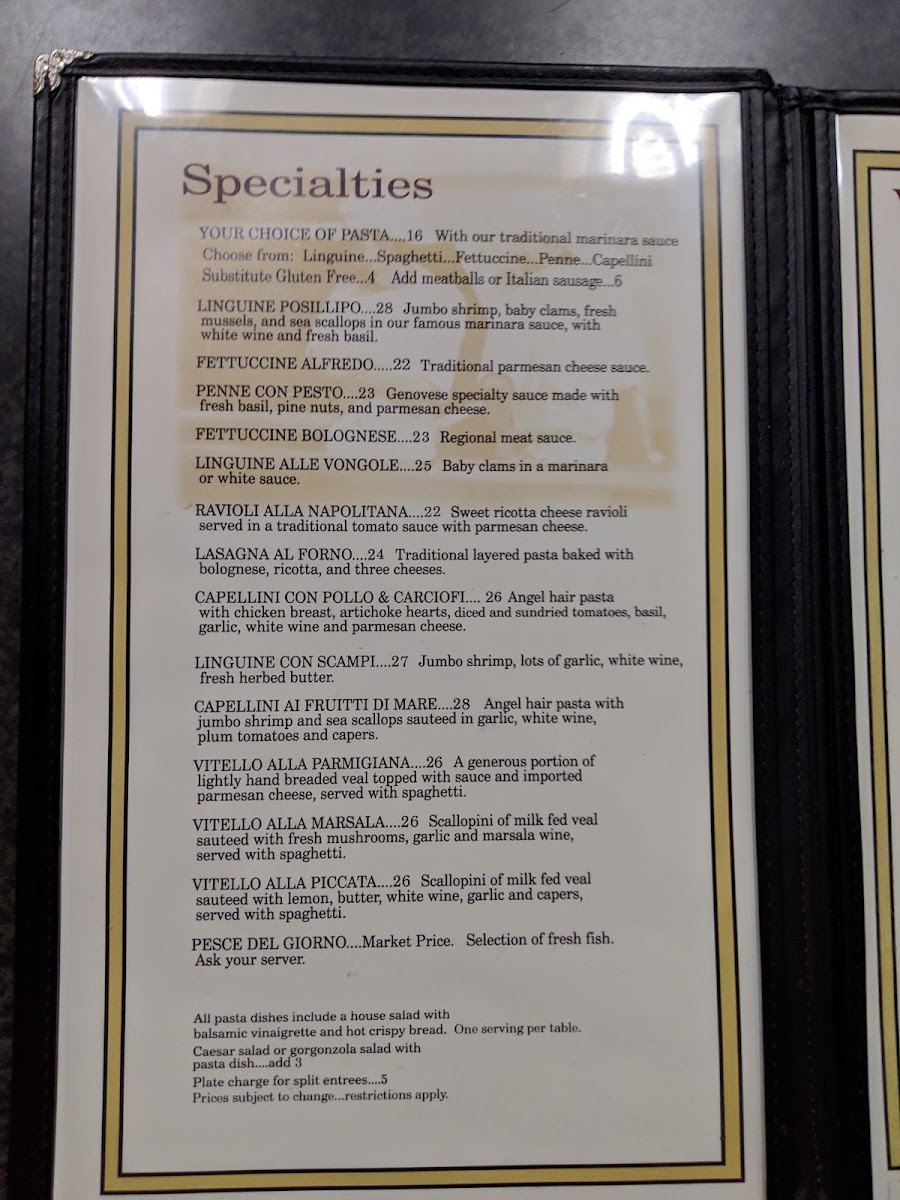 Specialties
YOUR CHOICE OF PASTA....16 With our traditional marinara sauce
Choose from: Linguine...Spaghetti...Fettuccine...Penne...Capellini
Substitute Gluten Free...4 Add meatballs or Italian sausage...6
LINGUINE POSILLIPO....28 Jumbo shrimp, baby clams, fresh
mussels, and sea scallops in our famous marinara sauce, with
white wine and fresh basil.
FETTUCCINE ALFREDO.....22 Traditional parmesan cheese sauce.
PENNE CON PESTO....23 Genovese specialty sauce made with
fresh basil, pine nuts, and parmesan cheese.
FETTUCCINE BOLOGNESE....23 Regional meat sauce.
LINGUINE ALLE VONGOLE....25 Baby clams in a marinara
or white sauce.
RAVIOLI ALLA NAPOLITANA....22 Sweet ricotta cheese ravioli
served in a traditional tomato sauce with parmesan cheese.
LASAGNA AL FORNO....24 Traditional layered pasta baked with
bolognese, ricotta, and three cheeses.
CAPELLINI CON POLLO & CARCIOFI.... 26 Angel hair pasta
with chicken breast, artichoke hearts, diced and sundried tomatoes, basil,
garlic, white wine and parmesan cheese.
LINGUINE CON SCAMPI....27 Jumbo shrimp, lots of garlic, white wine,
fresh herbed butter.
CAPELLINI AI FRUITTI DI MARE....28 Angel hair pasta with
jumbo shrimp and sea scallops sauteed in garlic, white wine,
plum tomatoes and capers.
VITELLO ALLA PARMIGIANA....26 A generous portion of
lightly hand breaded veal topped with sauce and imported
parmesan cheese, served with spaghetti.
VITELLO ALLA MARSALA....26 Scallopini of milk fed veal
sauteed with fresh mushrooms, garlic and marsala wine,
served with spaghetti.
VITELLO ALLA PICCATA....26 Scallopini of milk fed veal
sauteed with lemon, butter, white wine, garlic and capers,
served with spaghetti.
PESCE DEL GIORNO....Market Price. Selection of fresh fish.
Ask your server.
All pasta dishes include a house salad with
balsamic vinaigrette and hot crispy bread. One serving per table.
Caesar salad or gorgonzola salad with
pasta dish....add 3
Plate charge for split entrees....5
Prices subject to change...restrictions apply.